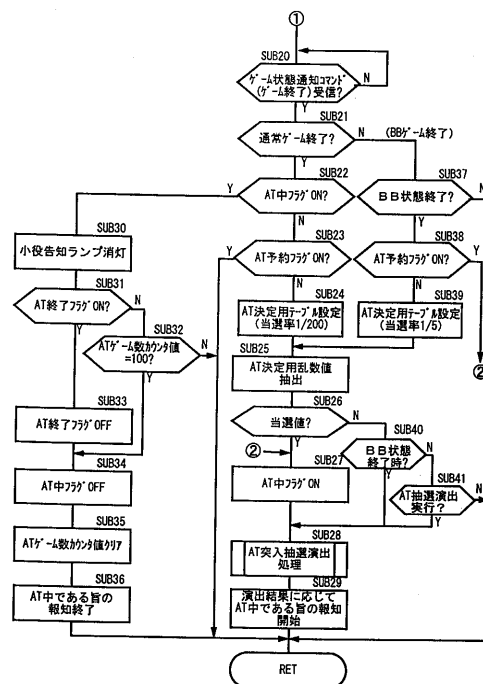 ①
SUB20
ゲーム状態通知コマンド
(ゲーム終了)受信?
N
Y
SUB21
通常ゲーム終了?
N
(BBゲーム終了)
Y
SUB22
AT中フラグON?
Y
N
SUB37
BB状態終了?
N
Y
SUB30
小役告知ランプ消灯
SUB23
AT予約フラグON?
Y
N
SUB38
AT予約フラグON?
Y
N
SUB31
AT終了フラグON?
N
Y
SUB24
AT決定用テーブル設定
(当選率1/200)
SUB39
AT決定用テーブル設定
(当選率1/5)
②
SUB32
ATゲーム数カウンタ値
=100?
N
Y
SUB25
AT決定用乱数値
抽出
SUB26
当選値?
N
Y
SUB33
AT終了フラグOFF
SUB40
BB状態
終了時?
N
Y
②
SUB27
AT中フラグON
SUB34
AT中フラグOFF
SUB41
AT抽選演出
実行?
N
Y
SUB35
ATゲーム数カウンタ値クリア
SUB28
AT突入抽選演出
処理
SUB36
AT中である旨の
報知終了
SUB29
演出結果に応じて
AT中である旨の報知
開始
RET